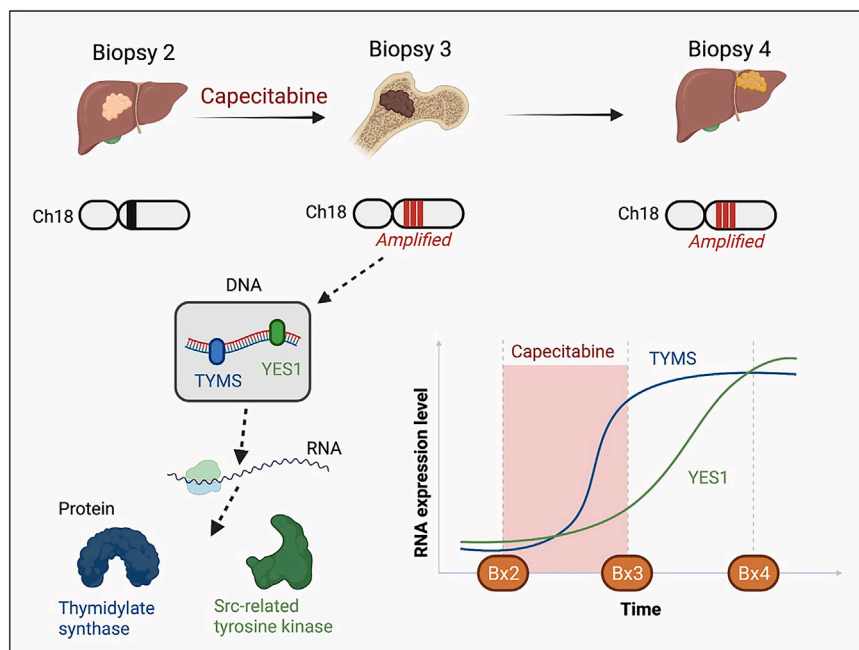 Biopsy 2
Biopsy 3
Biopsy 4
Capecitabine
Ch18
Ch18
Amplified
Ch18
Amplified
DNA
TYMS
YES1
RNA
Protein
Thymidylate
synthase
Src-related
tyrosine kinase
RNA expression level
Capecitabine
TYMS
YES1
Bx2
Bx3
Bx4
Time